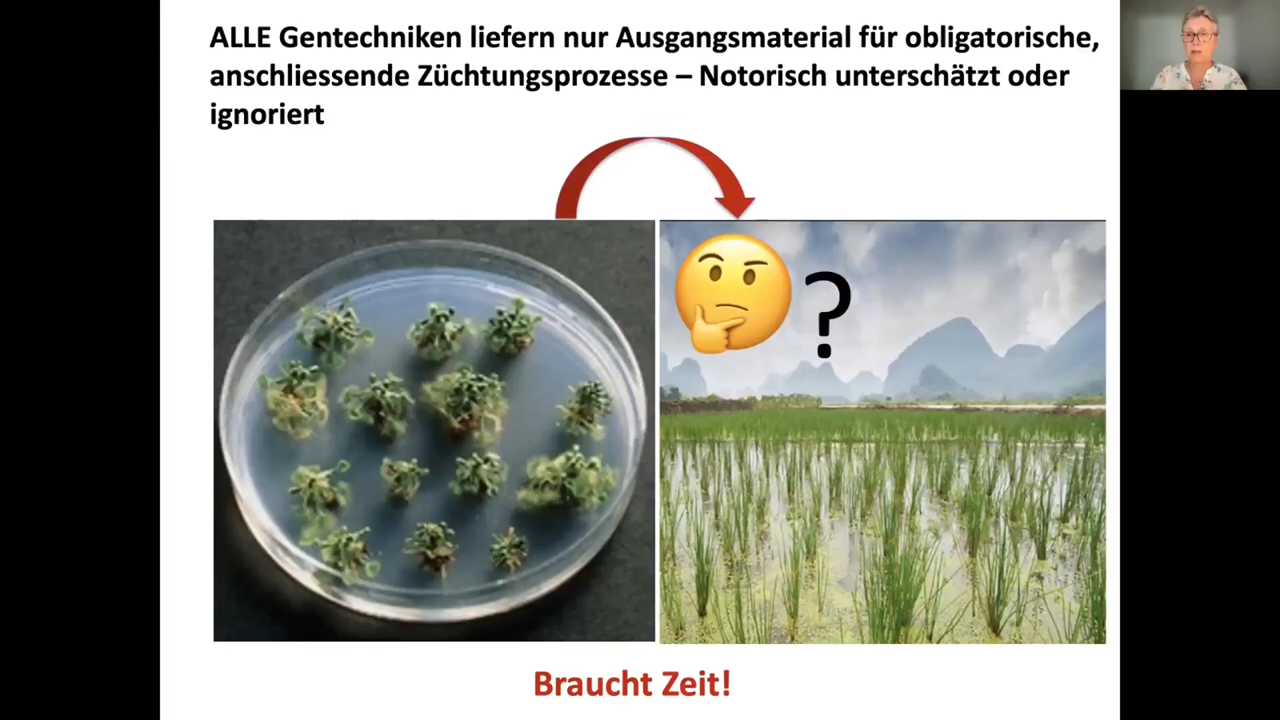 ALLE Gentechniken liefern nur Ausgangsmaterial für obligatorische,
anschliessende Züchtungsprozesse – Notorisch unterschätzt oder
ignoriert
?
Braucht Zeit!